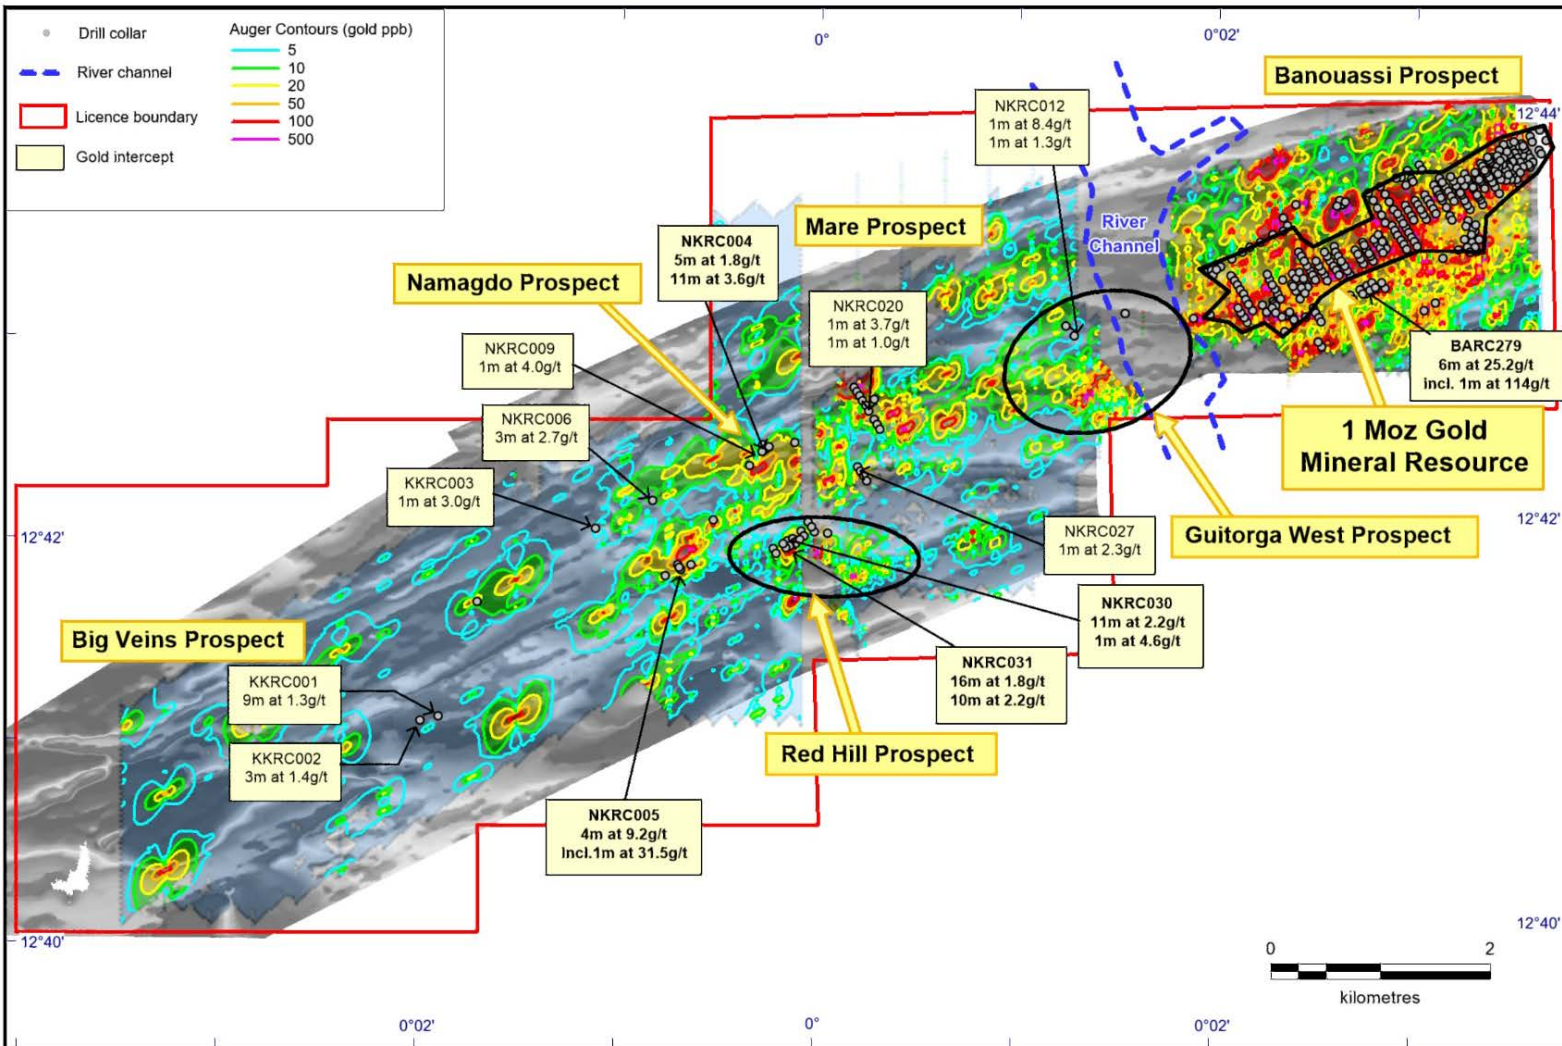 Drill collar
River channel
Licence boundary
Gold intercept
Auger Contours (gold ppb)
5
10
20
50
100
500
0°
0°02'
12°44'
Banouassi Prospect
NKRC012
1m at 8.4g/t
1m at 1.3g/t
River
Channel
Mare Prospect
NKRC004
5m at 1.8g/t
11m at 3.6g/t
Namagdo Prospect
NKRC020
1m at 3.7g/t
1m at 1.0g/t
NKRC009
1m at 4.0g/t
BARC279
6m at 25.2g/t
incl. 1m at 114g/t
NKRC006
3m at 2.7g/t
1 Moz Gold
Mineral Resource
KKRC003
1m at 3.0g/t
12°42'
12°42'
NKRC027
1m at 2.3g/t
Guitorga West Prospect
NKRC030
11m at 2.2g/t
1m at 4.6g/t
Big Veins Prospect
NKRC031
16m at 1.8g/t
10m at 2.2g/t
KKRC001
9m at 1.3g/t
KKRC002
3m at 1.4g/t
Red Hill Prospect
NKRC005
4m at 9.2g/t
Incl.1m at 31.5g/t
12°40'
12°40'
0
2
kilometres
0°02'
0°
0°02'